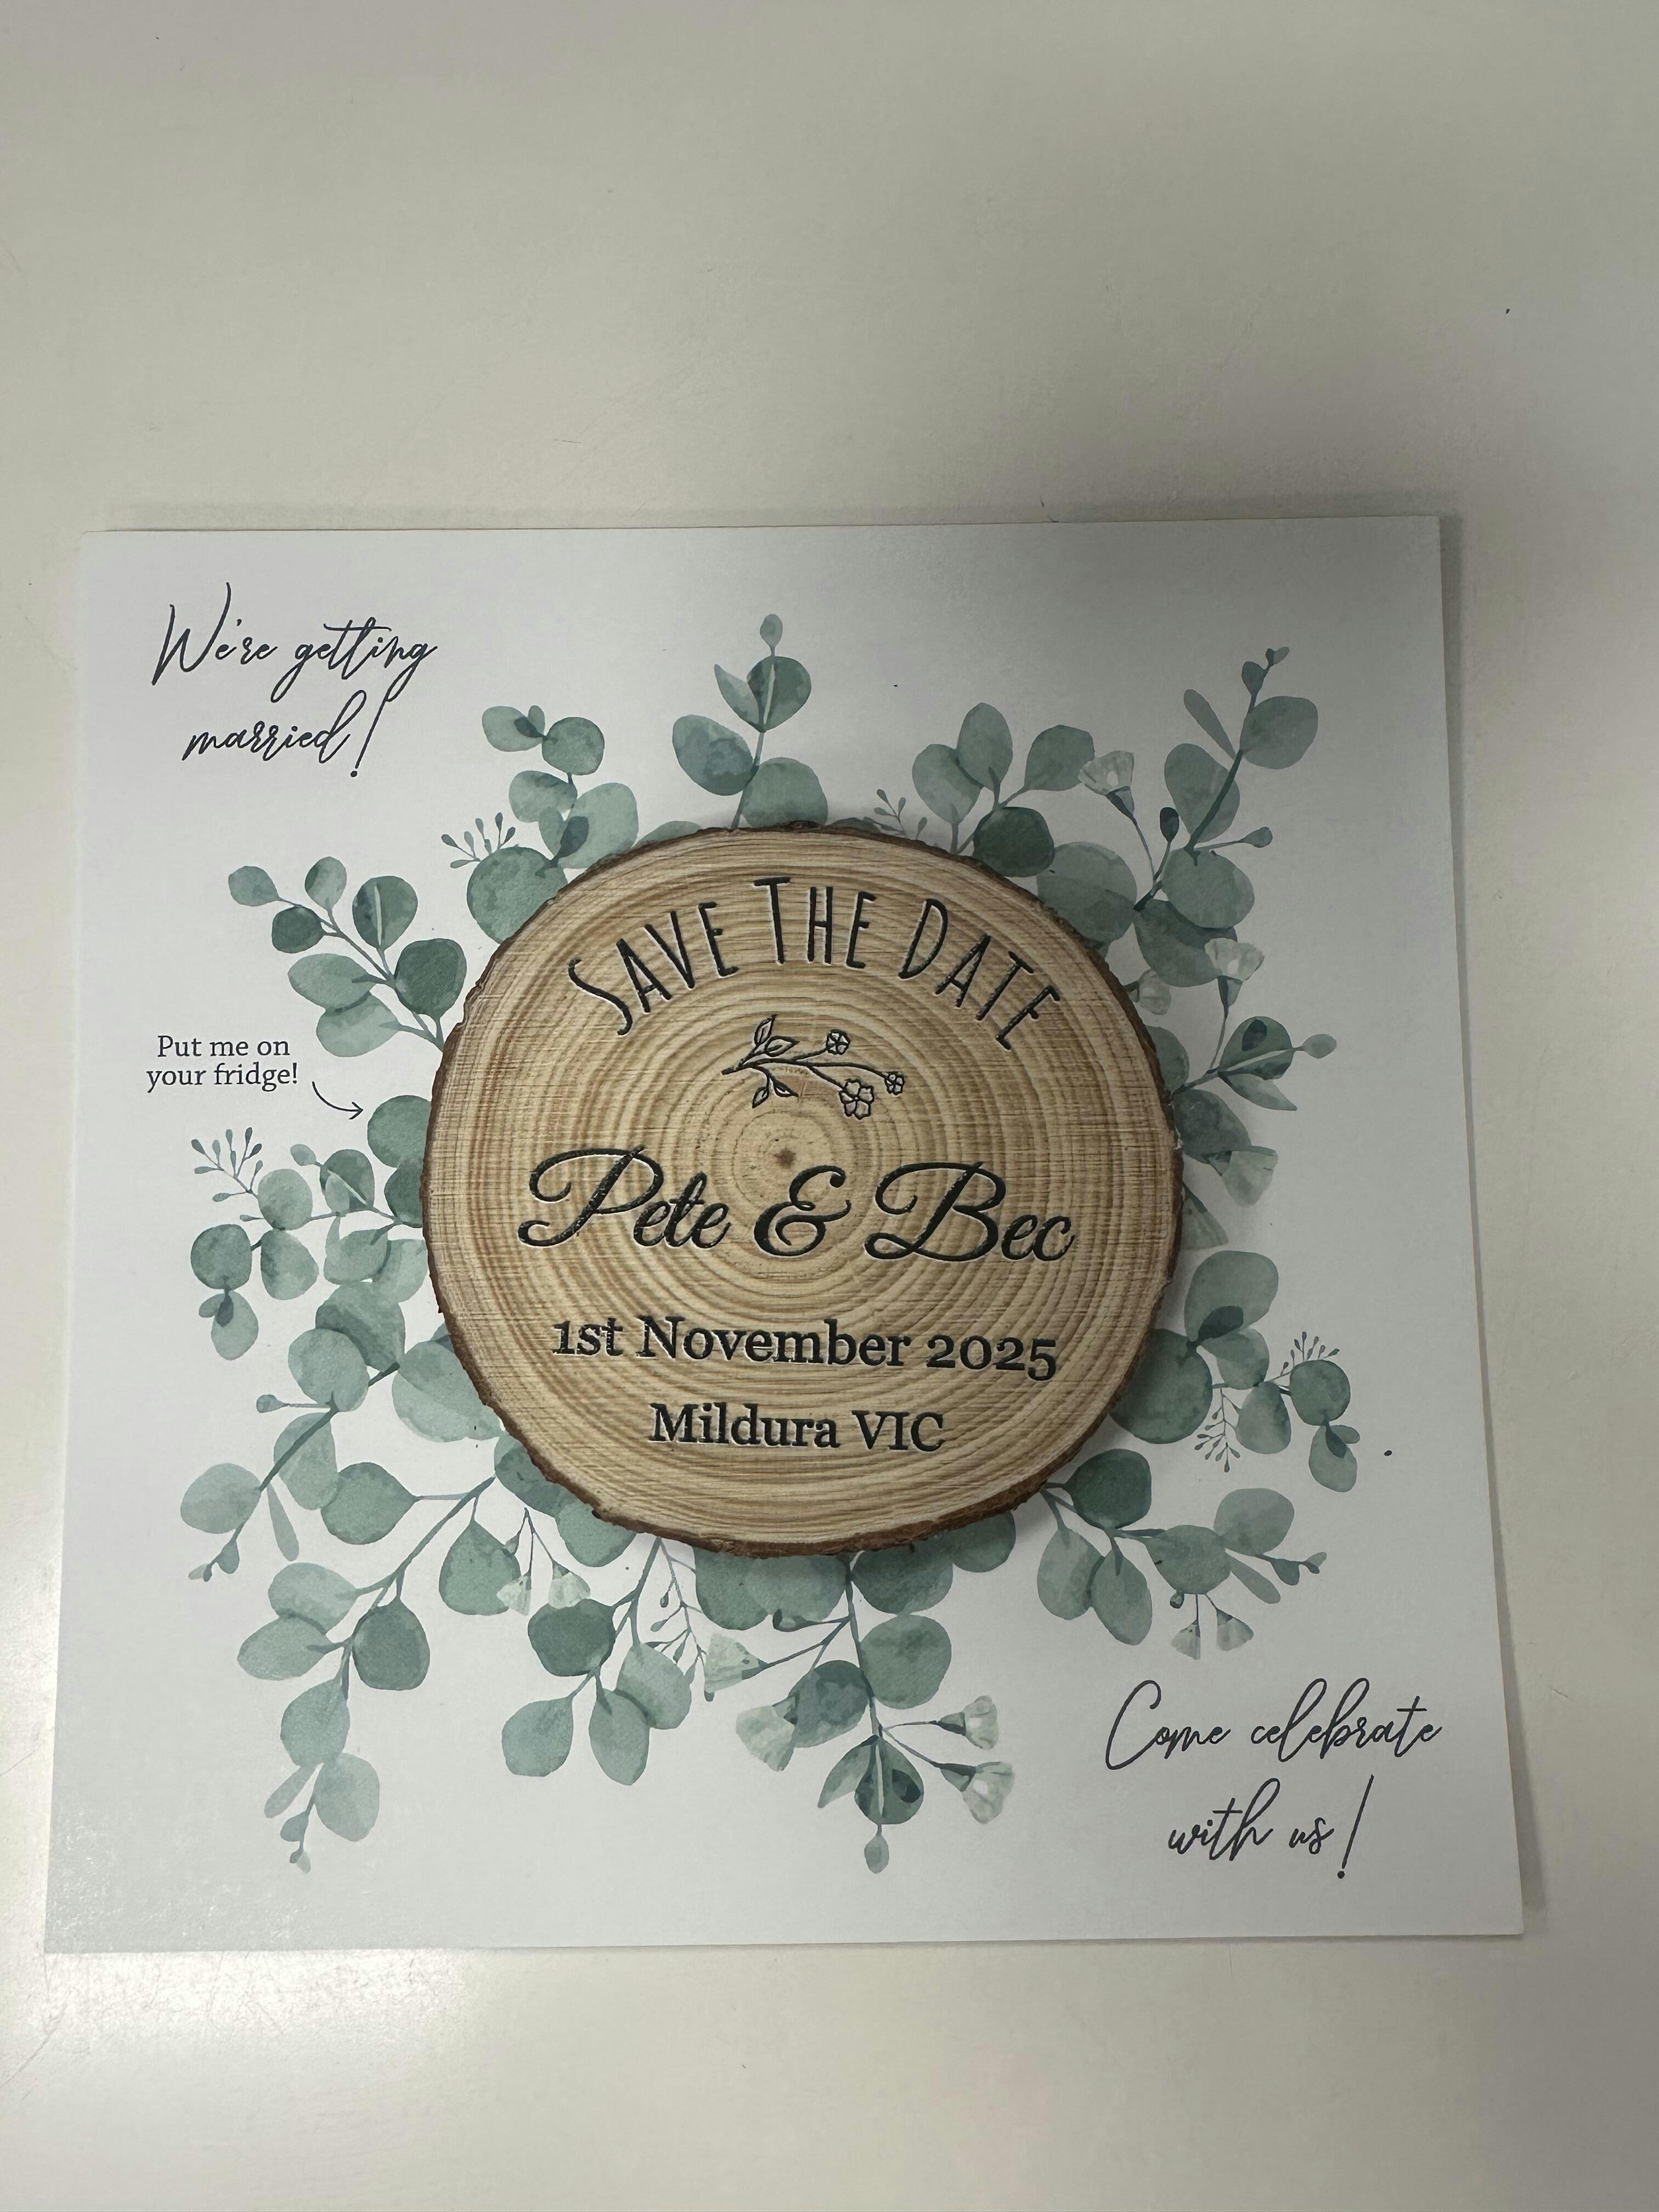 We're getting
married!
SAVE THE DATE
Put me on
your fridge!
Pete & Bec
1st November 2025
Mildura VIC
Come celebrate
with us!